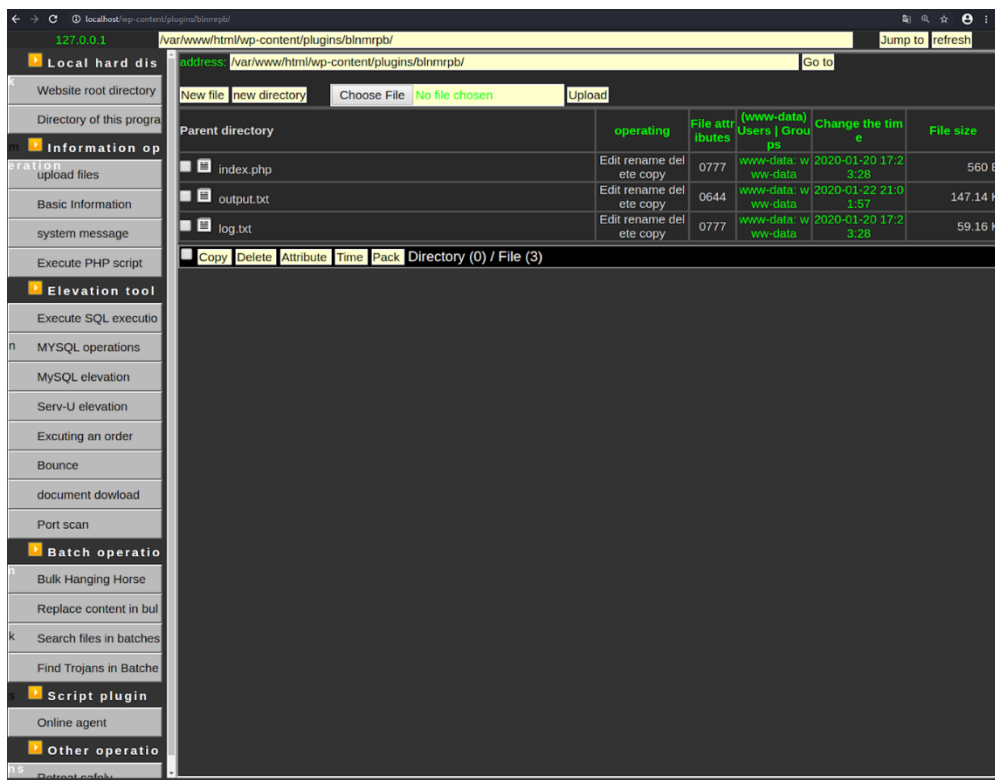 localhost/wp-content/plugins/blnmrpb/
127.0.0.1
/var/www/html/wp-content/plugins/blnmrpb/
Jump to refresh
Local hard dis
k
Website root directory
Directory of this progra
m
Information op
eration
upload files
Basic Information
system message
Execute PHP script
Elevation tool
Execute SQL executio
n
MYSQL operations
MySQL elevation
Serv-U elevation
Excuting an order
Bounce
document dowload
Port scan
Batch operatio
n
Bulk Hanging Horse
Replace content in bul
k
Search files in batches
Find Trojans in Batche
s
Script plugin
Online agent
Other operatio
ns
Retreat safely
address: /var/www/html/wp-content/plugins/blnmrpb/ Go to
New file new directory Choose File No file chosen Upload
Parent directory operating File attr
ibutes (www-data)
Users | Grou
ps Change the tim
e File size
index.php Edit rename del
ete copy 0777 www-data: w
ww-data 2020-01-20 17:2
3:28 560 B
output.txt Edit rename del
ete copy 0644 www-data: w
ww-data 2020-01-22 21:0
1:57 147.14 K
log.txt Edit rename del
ete copy 0777 www-data: w
ww-data 2020-01-20 17:2
3:28 59.16 K
Copy Delete Attribute Time Pack Directory (0) / File (3)